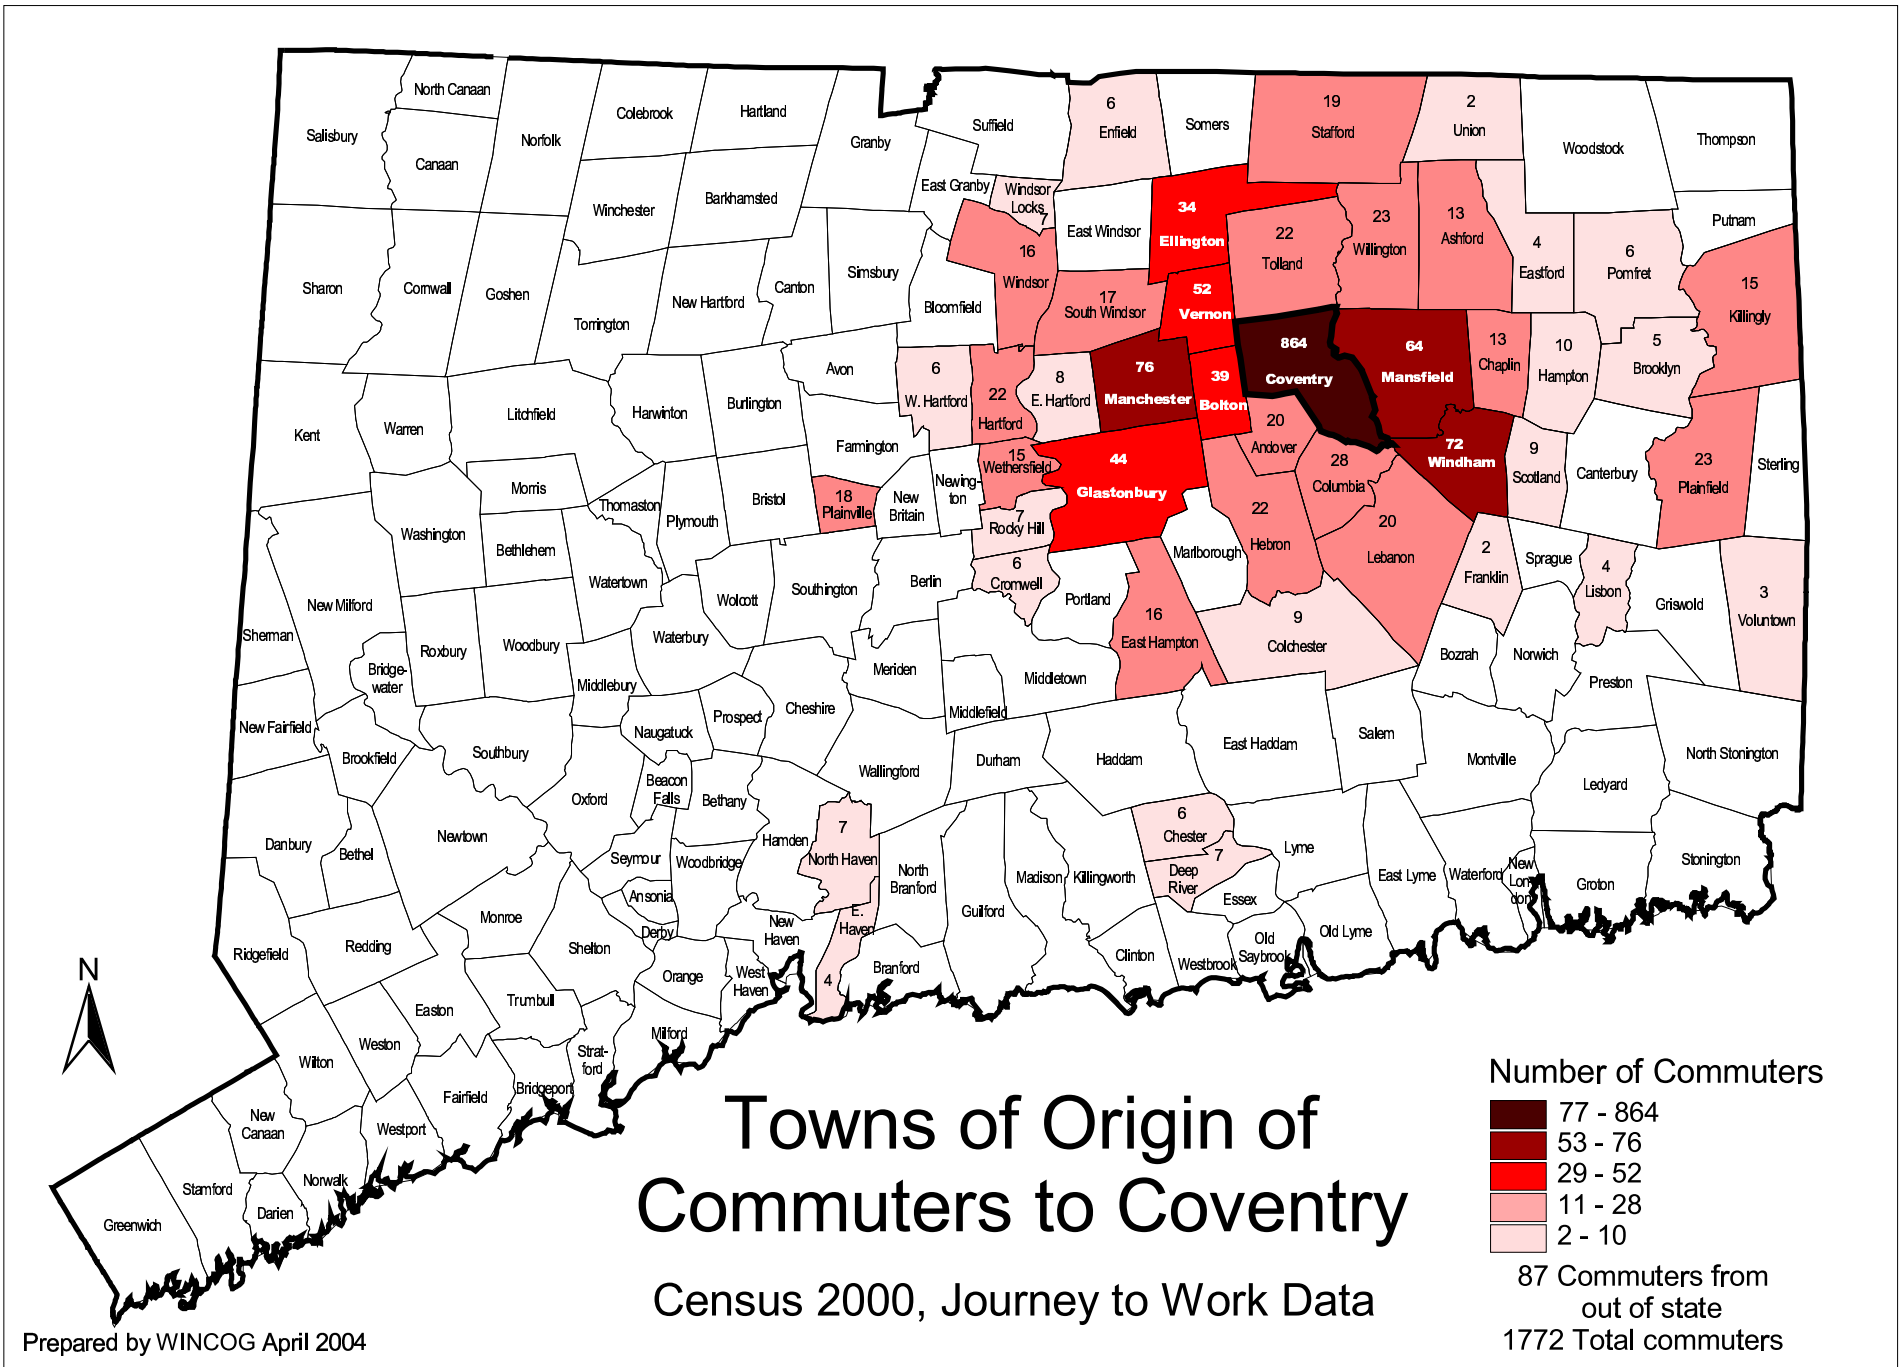 North Canaan
Salisbury
Canaan
Norfolk
Colebrook
Hartland
Granby
Suffield
6
Enfield
Somers
19
Stafford
2
Union
Woodstock
Thompson
Winchester
Barkhamsted
East Granby
Windsor
Locks
7
East Windsor
34
Ellington
22
Tolland
23
Willington
13
Ashford
4
Eastford
6
Pomfret
Putnam
15
Killingly
Sharon
Cornwall
Goshen
Torrington
New Hartford
Canton
Simsbury
Bloomfield
16
Windsor
17
South Windsor
52
Vernon
864
Coventry
64
Mansfield
13
Chaplin
10
Hampton
5
Brooklyn
Kent
Warren
Litchfield
Harwinton
Burlington
Avon
Farmington
6
W. Hartford
22
Hartford
8
E. Hartford
76
Manchester
39
Bolton
20
Andover
28
Columbia
72
Windham
9
Scotland
Canterbury
23
Plainfield
Sterling
Washington
Morris
Bethlehem
Thomaston
Watertown
Plymouth
Bristol
18
Plainville
New
Britain
Newing-
ton
15
Wethersfield
44
Glastonbury
7
Rocky Hill
6
Cromwell
Portland
Marlborough
22
Hebron
20
Lebanon
2
Franklin
Sprague
4
Lisbon
Griswold
3
Voluntown
Sherman
New Milford
Roxbury
Woodbury
Bridge-
water
Middlebury
Waterbury
Wolcott
Southington
Berlin
Meriden
Middletown
Middlefield
16
East Hampton
9
Colchester
Bozrah
Norwich
Preston
New Fairfield
Brookfield
Southbury
Naugatuck
Prospect
Cheshire
Wallingford
Durham
Haddam
East Haddam
Salem
Montville
Ledyard
North Stonington
Danbury
Bethel
Newtown
Oxford
Beacon
Falls
Bethany
Hamden
7
North Haven
Seymour
Woodbridge
Ansonia
Derby
North
Branford
Guilford
Madison
Killingworth
6
Chester
7
Deep
River
Essex
Lyme
East Lyme
Waterford
New
Lon-
don
Groton
Stonington
Ridgefield
Redding
Monroe
Shelton
Orange
New
Haven
West
Haven
E.
Haven
4
Branford
Clinton
Westbrook
Old
Saybrook
Old Lyme
Easton
Trumbull
Milford
Strat-
ford
Wilton
Weston
Fairfield
Bridgeport
New
Canaan
Westport
Norwalk
Stamford
Darien
Greenwich
N
Towns of Origin of
Commuters to Coventry
Census 2000, Journey to Work Data
Number of Commuters
77 - 864
53 - 76
29 - 52
11 - 28
2 - 10
87 Commuters from
out of state
1772 Total commuters
Prepared by WINCOG April 2004